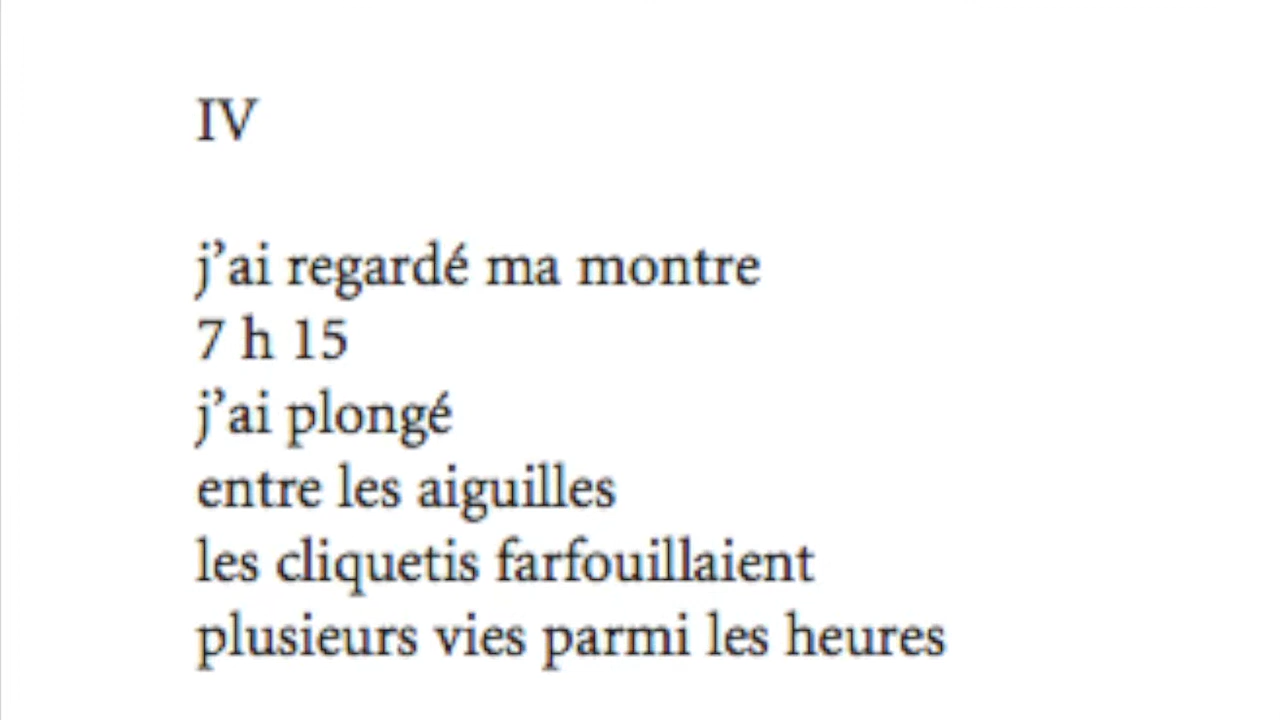 IV
j’ai regardé ma montre
7 h 15
j’ai plongé
entre les aiguilles
les cliquetis farfouillaient
plusieurs vies parmi les heures